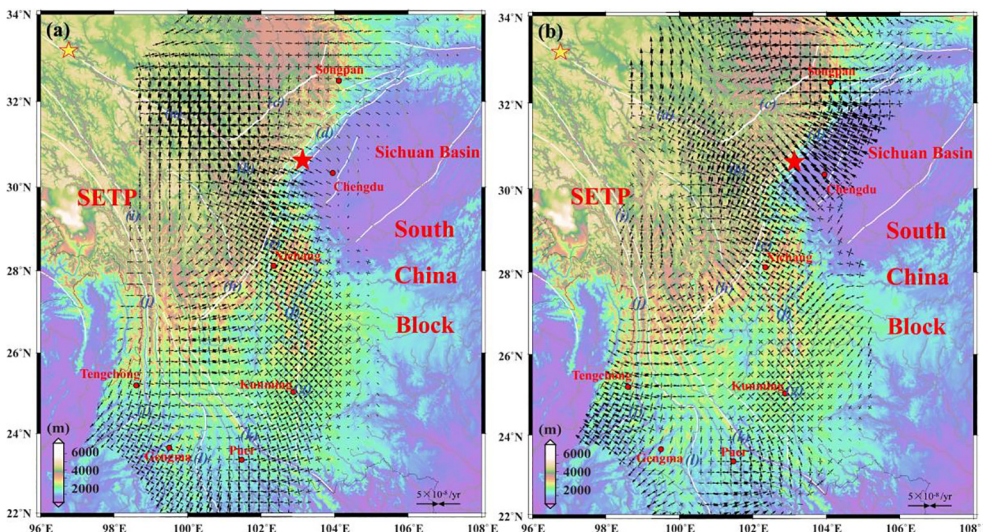 34°N
32°N
30°N
28°N
26°N
24°N
22°N
96°E
98°E
100°E
102°E
104°E
106°E
108°E
(a)
Songpan
(c)
(d)
(b)
Sichuan Basin
Chengdu
SETP
South
Xichang
China
(h)
(j)
Block
Tengchong
Kunming
(m)
6000
4000
2000
Gengma
(l)
(k)
Puer
5×10⁻⁸/yr
34°N
32°N
30°N
28°N
26°N
24°N
22°N
96°E
98°E
100°E
102°E
104°E
106°E
108°E
(b)
Songpan
(c)
Sichuan Basin
Chengdu
SETP
South
Xichang
China
(h)
(j)
Block
Tengchong
Kunming
(m)
6000
4000
2000
Gengma
(l)
(k)
Puer
5×10⁻⁸/yr